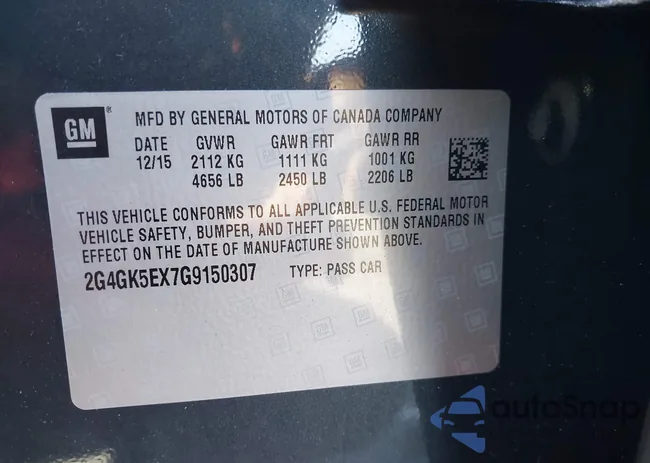 GM ®
MFD BY GENERAL MOTORS OF CANADA COMPANY
DATE GVWR GAWR FRT GAWR RR
12/15 2112 KG 1111 KG 1001 KG
4656 LB 2450 LB 2206 LB
THIS VEHICLE CONFORMS TO ALL APPLICABLE U.S. FEDERAL MOTOR
VEHICLE SAFETY, BUMPER, AND THEFT PREVENTION STANDARDS IN
EFFECT ON THE DATE OF MANUFACTURE SHOWN ABOVE.
2G4GK5EX7G9150307 TYPE: PASS CAR
autoSnap